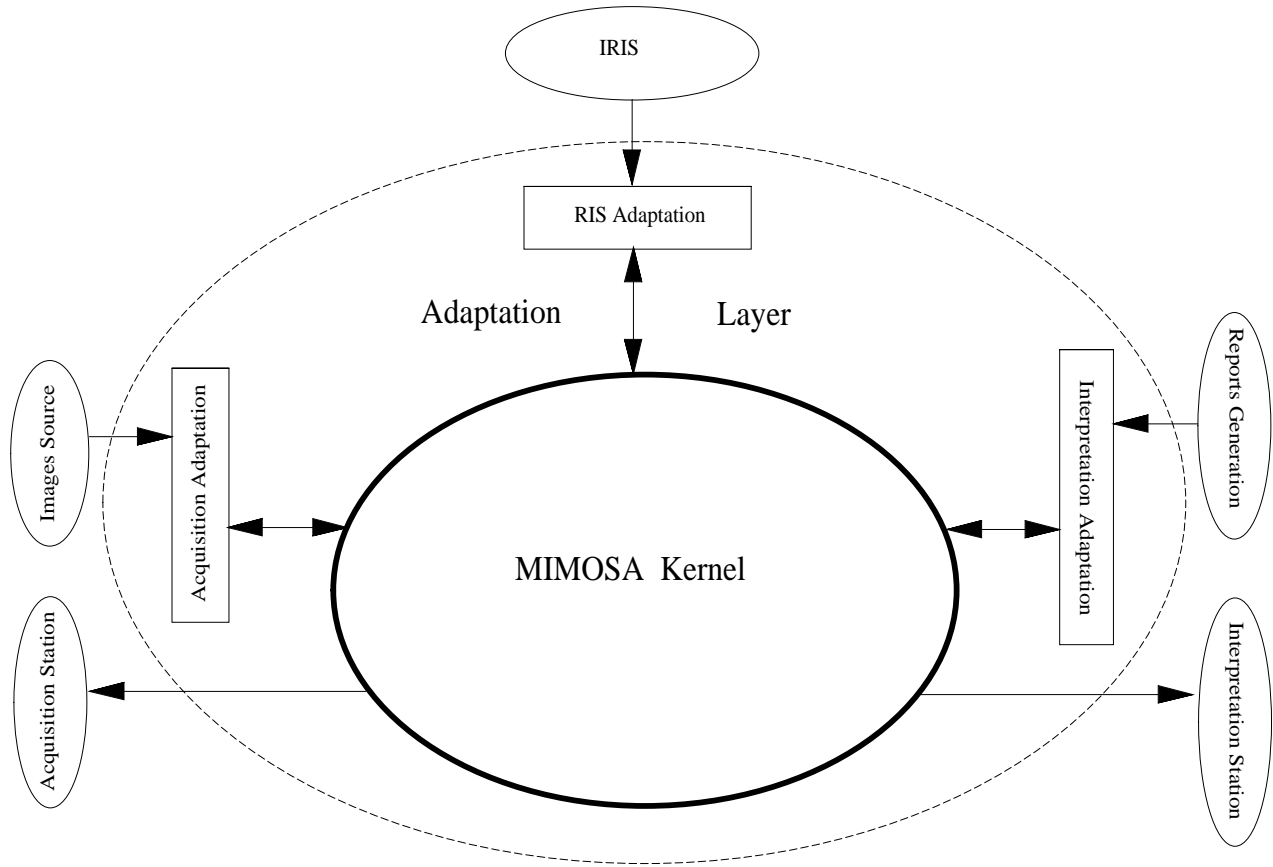 IRIS
RIS Adaptation
Adaptation Layer
Images Source
Acquisition Adaptation
Interpretation Adaptation
Reports Generation
MIMOSA Kernel
Acquisition Station
Interpretation Station